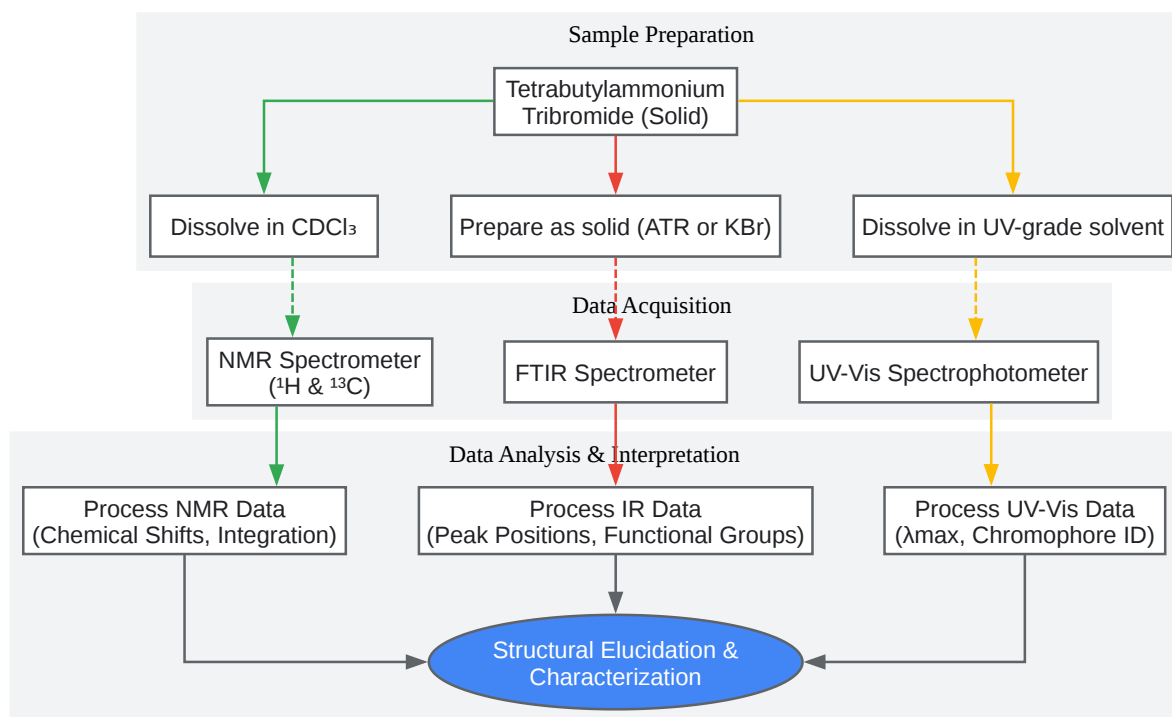 Sample Preparation
Tetrabutylammonium
Tribromide (Solid)
Dissolve in CDCl₃
Prepare as solid (ATR or KBr)
Dissolve in UV-grade solvent
Data Acquisition
NMR Spectrometer
(¹H & ¹³C)
FTIR Spectrometer
UV-Vis Spectrophotometer
Data Analysis & Interpretation
Process NMR Data
(Chemical Shifts, Integration)
Process IR Data
(Peak Positions, Functional Groups)
Process UV-Vis Data
(λmax, Chromophore ID)
Structural Elucidation &
Characterization